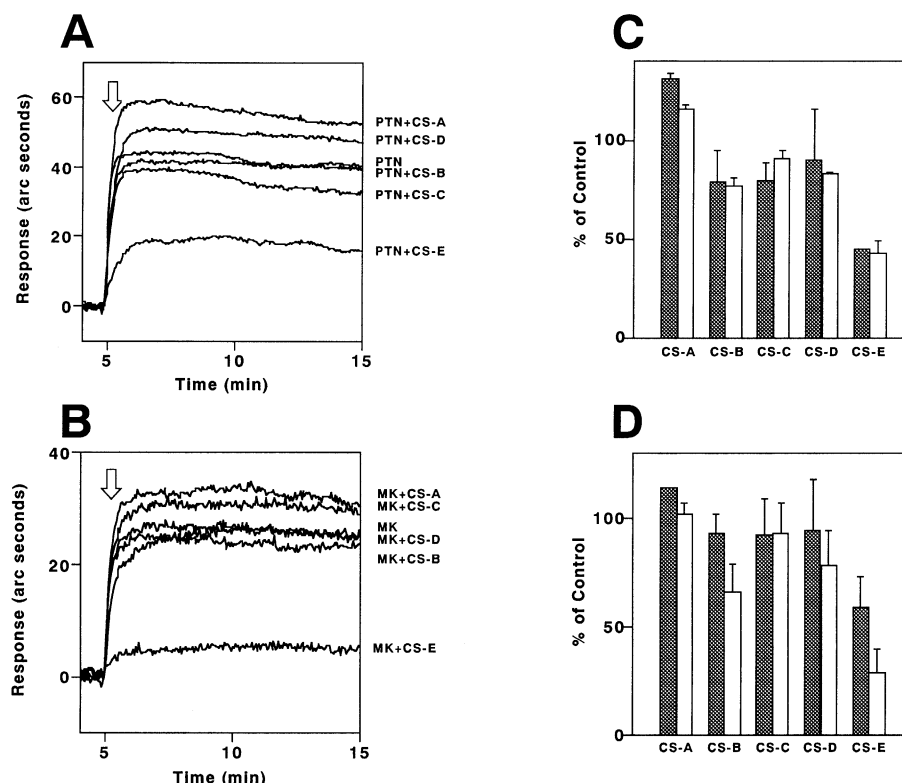 A
Response (arc seconds)
60
40
20
0
PTN+CS-A
PTN+CS-D
PTN
PTN+CS-B
PTN+CS-C
PTN+CS-E
5
10
15
Time (min)
B
Response (arc seconds)
40
20
0
MK+CS-A
MK+CS-C
MK
MK+CS-D
MK+CS-B
MK+CS-E
5
10
15
Time (min)
C
% of Control
100
50
0
CS-A CS-B CS-C CS-D CS-E
D
% of Control
100
50
0
CS-A CS-B CS-C CS-D CS-E